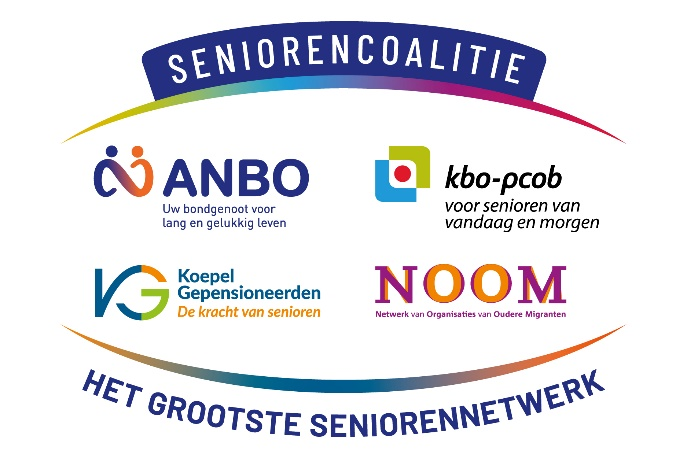 SENIORENCOALITIE
ANBO
Uw bondgenoot voor
lang en gelukkig leven
kbo-pcob
voor senioren van
vandaag en morgen
KG
Koepel
Gepensioneerden
De kracht van senioren
NOOM
Netwerk van Organisaties van Oudere Migranten
HET GROOTSTE SENIORENNETWERK